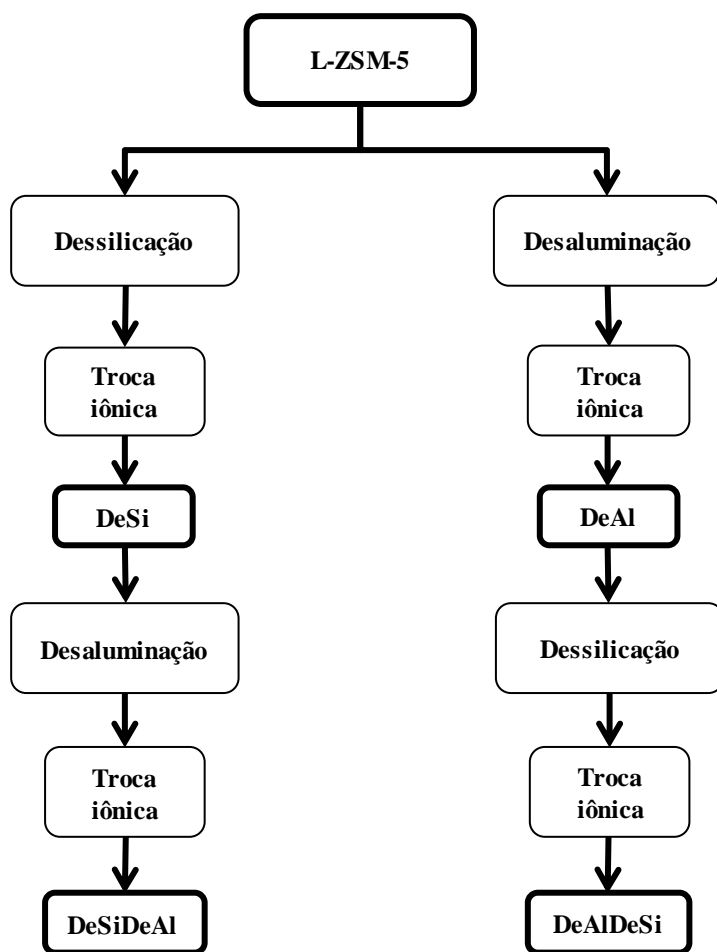 L-ZSM-5
Dessilicação
Desaluminação
Troca
iônica
Troca
iônica
DeSi
DeAl
Desaluminação
Dessilicação
Troca
iônica
Troca
iônica
DeSiDeAl
DeAlDeSi